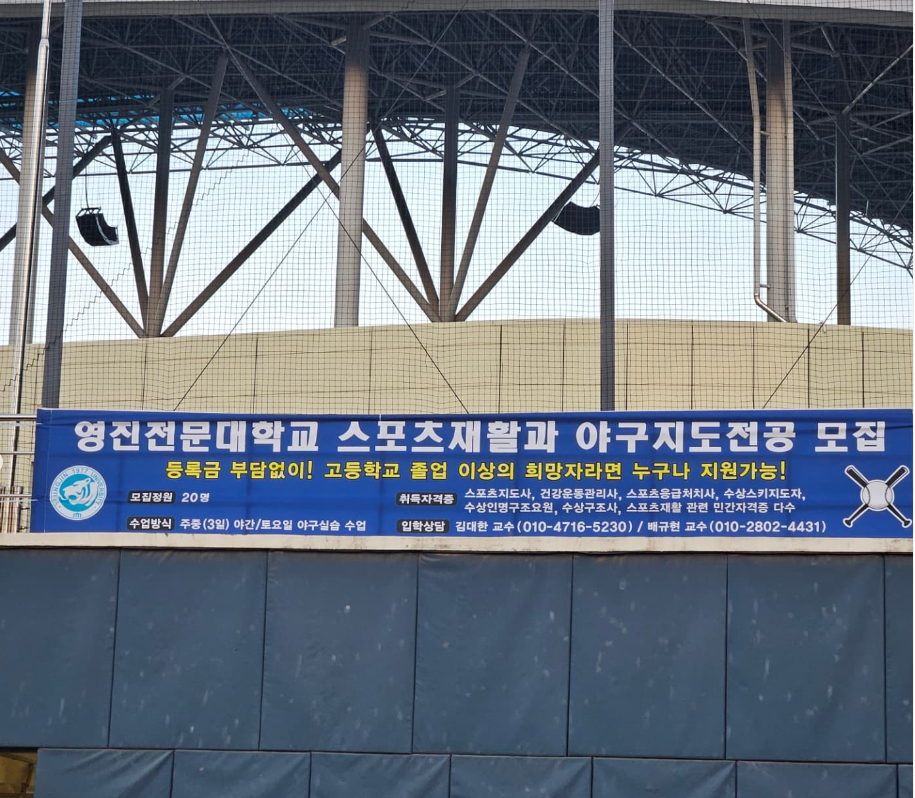 영진전문대학교 스포츠재활과 야구지도전공 모집
등록금 부담없이! 고등학교 졸업 이상의 희망자라면 누구나 지원가능!
모집정원 20명
수업방식 주중(3일) 야간/토요일 야구실습 수업
취득자격증 스포츠지도사, 건강운동관리사, 스포츠응급처치사, 수상스키지도자,
수상인명구조요원, 수상구조사, 스포츠재활 관련 민간자격증 다수
입학상담 김대한 교수(010-4716-5230) / 배규현 교수(010-2802-4431)